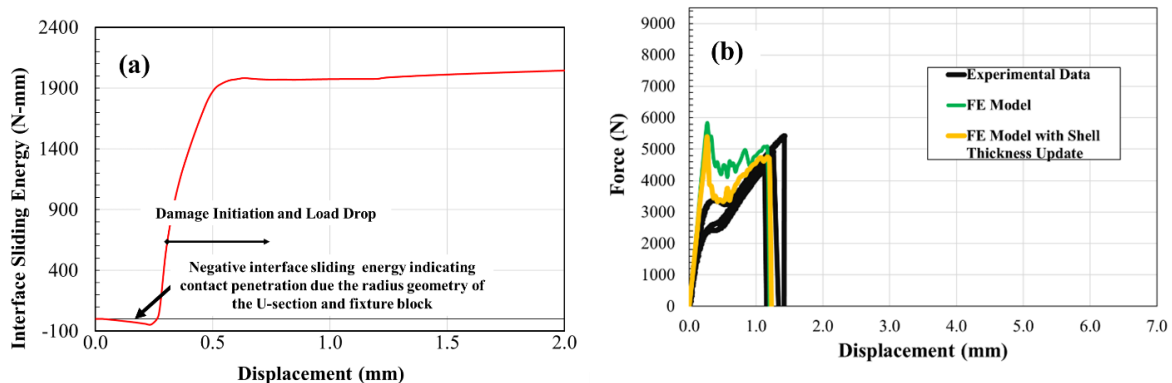 (a)
Interface Sliding Energy (N-mm)
2400
1900
1400
900
400
-100
Damage Initiation and Load Drop
Negative interface sliding energy indicating
contact penetration due the radius geometry of
the U-section and fixture block
0.0 0.5 1.0 1.5 2.0
Displacement (mm)
(b)
Force (N)
9000
8000
7000
6000
5000
4000
3000
2000
1000
0
Experimental Data
FE Model
FE Model with Shell
Thickness Update
0.0 1.0 2.0 3.0 4.0 5.0 6.0 7.0
Displacement (mm)